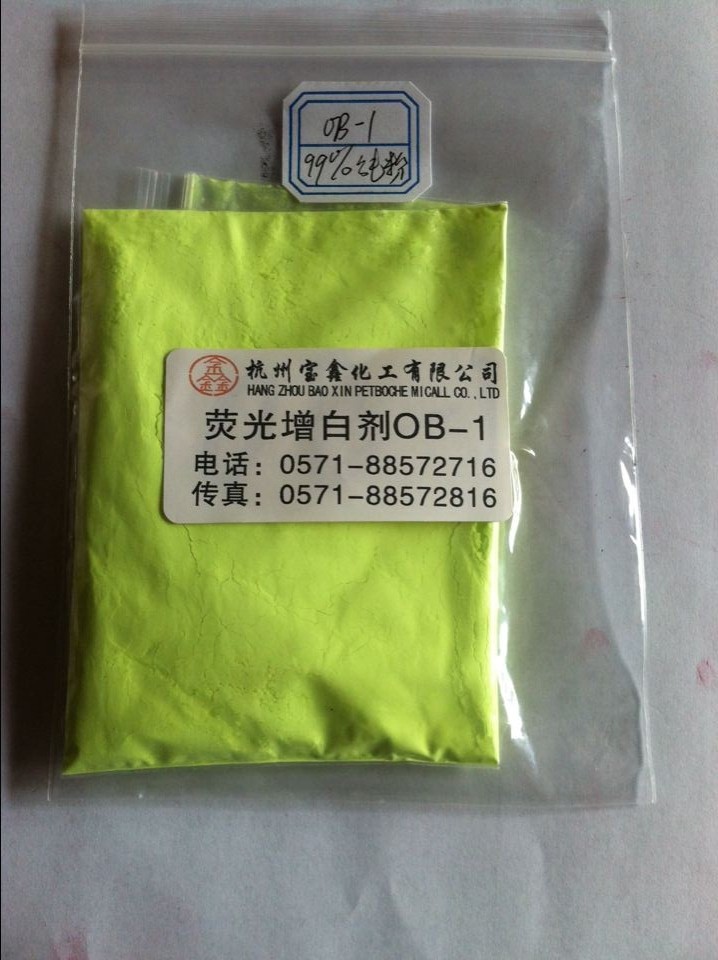 OB-1
99%纯粉
杭州宝鑫化工有限公司
HANG ZHOU BAO XIN PETBOCHE MICALL CO.,LTD
荧光增白剂OB-1
电话：0571-88572716
传真：0571-88572816